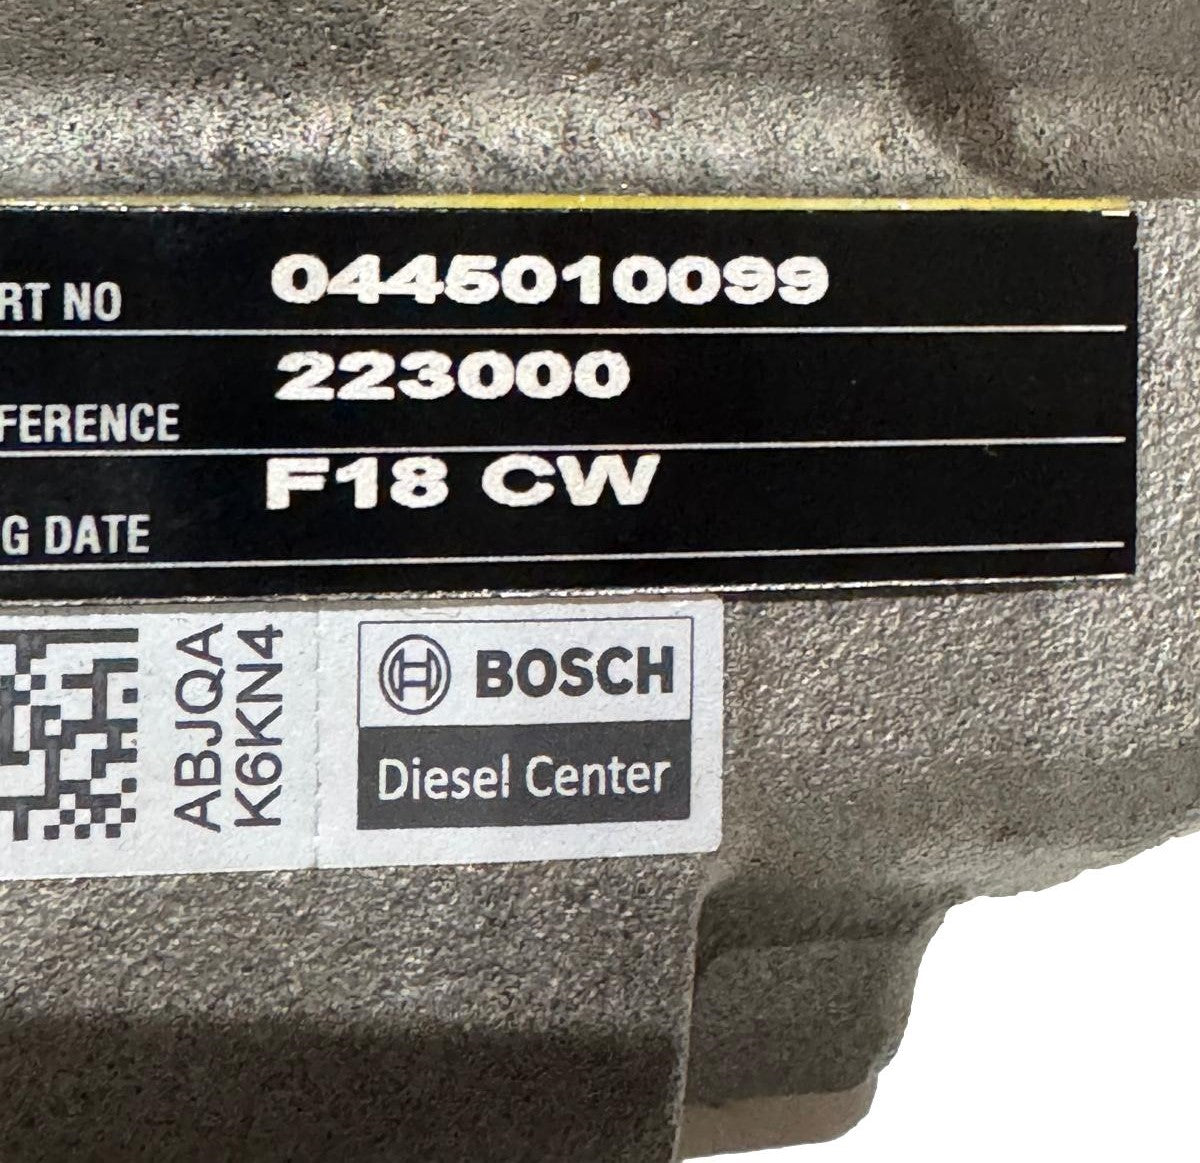 RT NO 0445010099
FERENCE 223000
G DATE F18 CW
ABJQA
K6KN4
BOSCH
Diesel Center